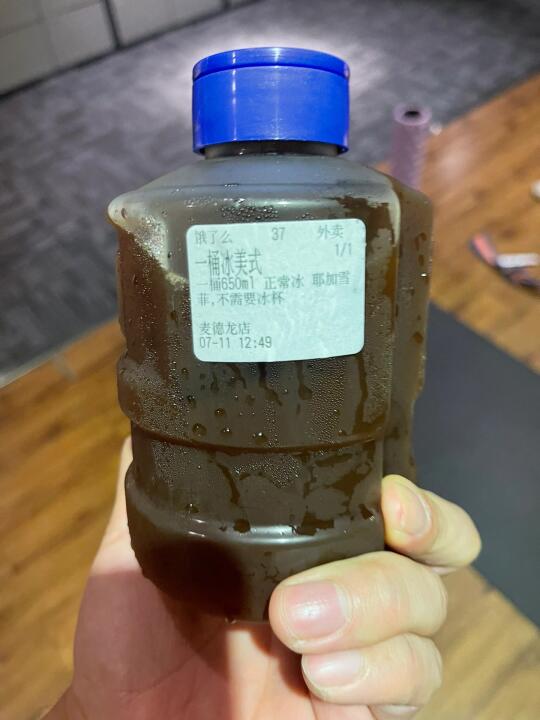 饿了么 37 外卖
1/1
一桶冰美式
一桶650ml 正常冰 耶加雪
菲,不需要冰杯
麦德龙店
07-11 12:49